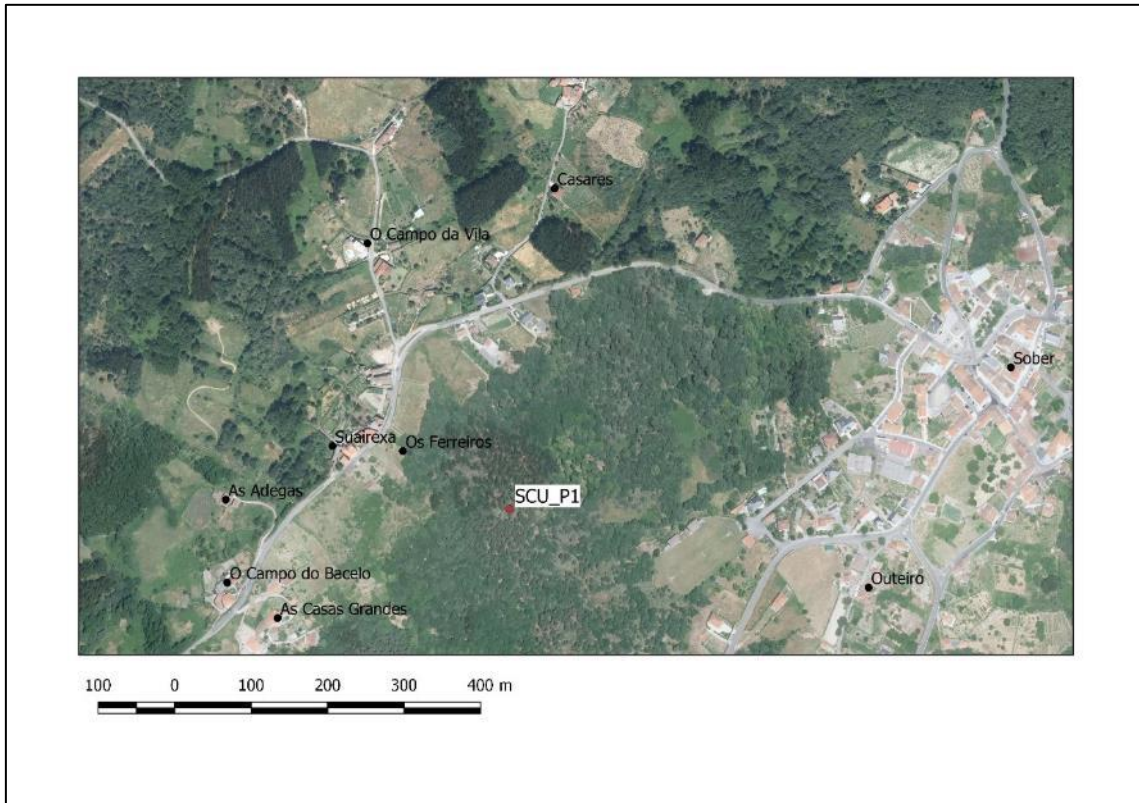 Casares
O Campo da Vila
Sober
Suairexa
Os Ferreiros
As Adegas
SCU_P1
O Campo do Bacelo
Outeiro
As Casas Grandes
100 0 100 200 300 400 m